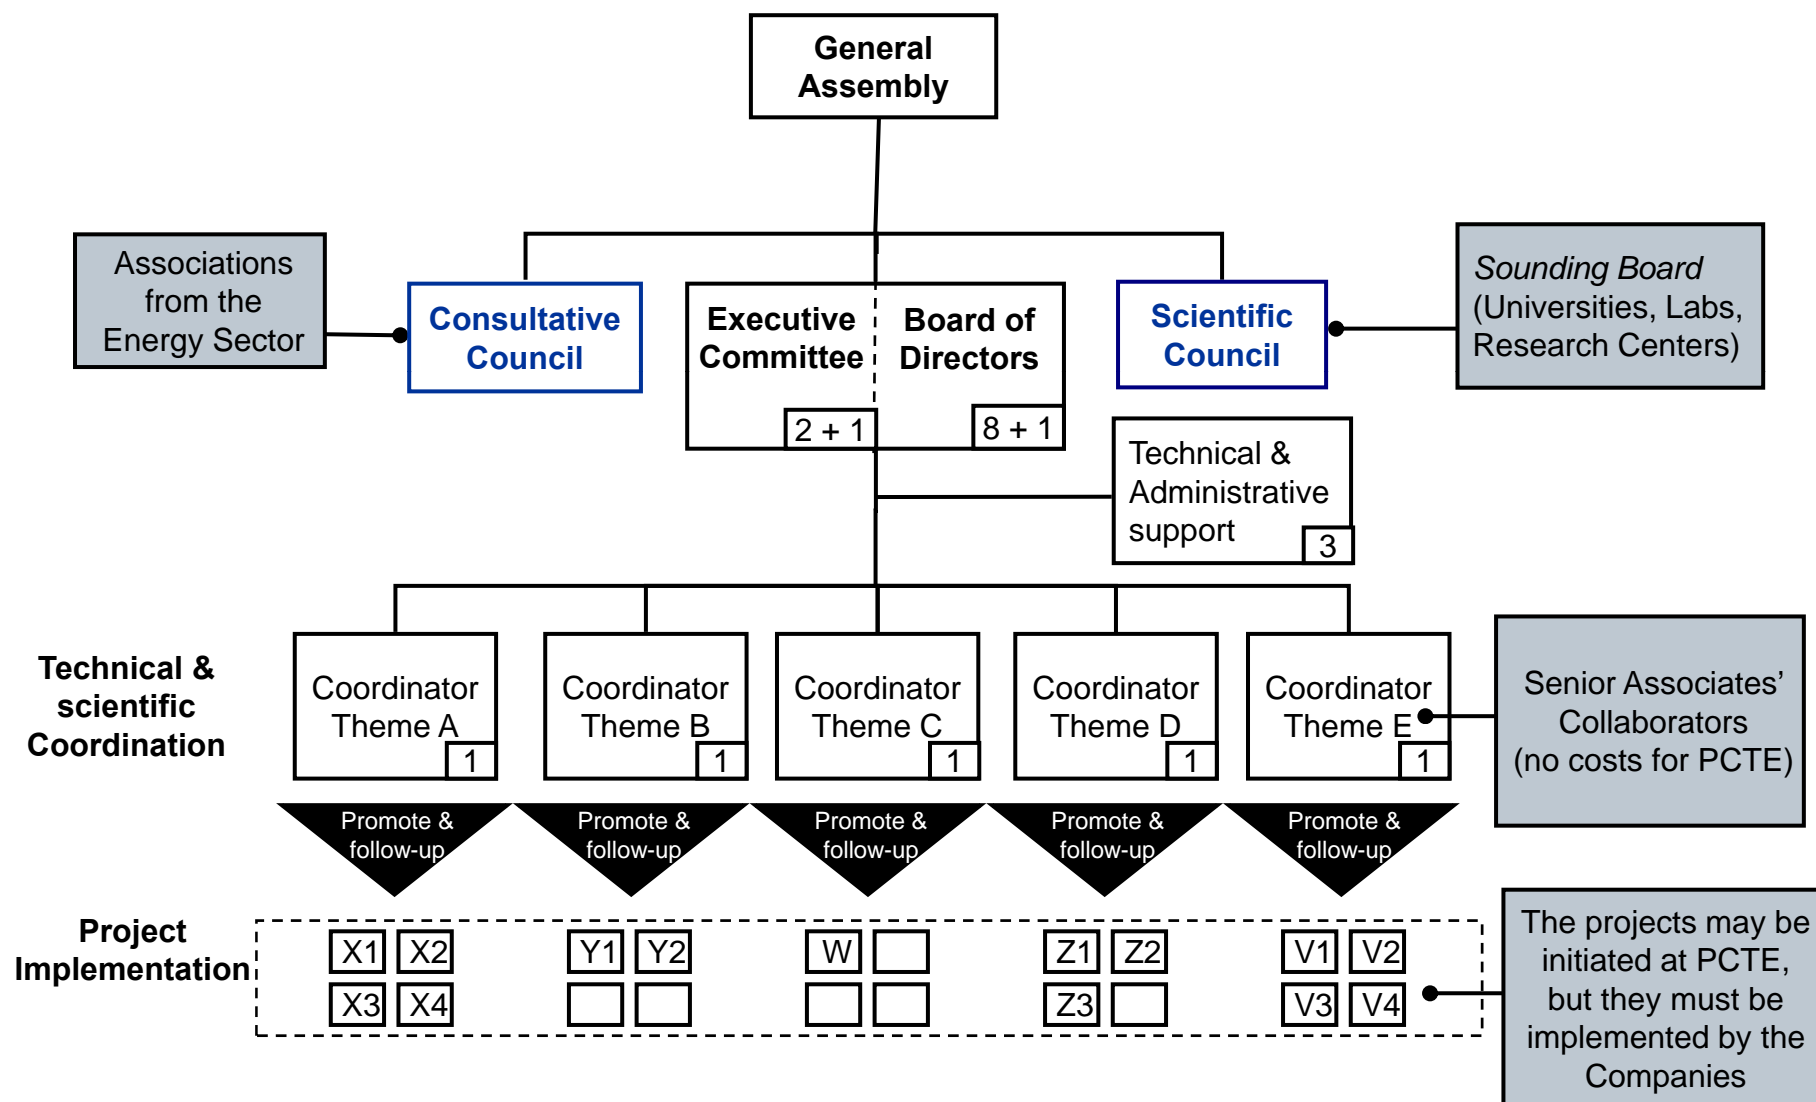 General
Assembly
Associations
from the
Energy Sector
Consultative
Council
Executive
Committee
2 + 1
Board of
Directors
8 + 1
Scientific
Council
Sounding Board
(Universities, Labs,
Research Centers)
Technical &
Administrative
support
3
Technical &
scientific
Coordination
Coordinator
Theme A
1
Coordinator
Theme B
1
Coordinator
Theme C
1
Coordinator
Theme D
1
Coordinator
Theme E
1
Senior Associates’
Collaborators
(no costs for PCTE)
Promote &
follow-up
Promote &
follow-up
Promote &
follow-up
Promote &
follow-up
Promote &
follow-up
Project
Implementation
X1 X2
X3 X4
Y1 Y2
W
Z1 Z2
Z3
V1 V2
V3 V4
The projects may be
initiated at PCTE,
but they must be
implemented by the
Companies